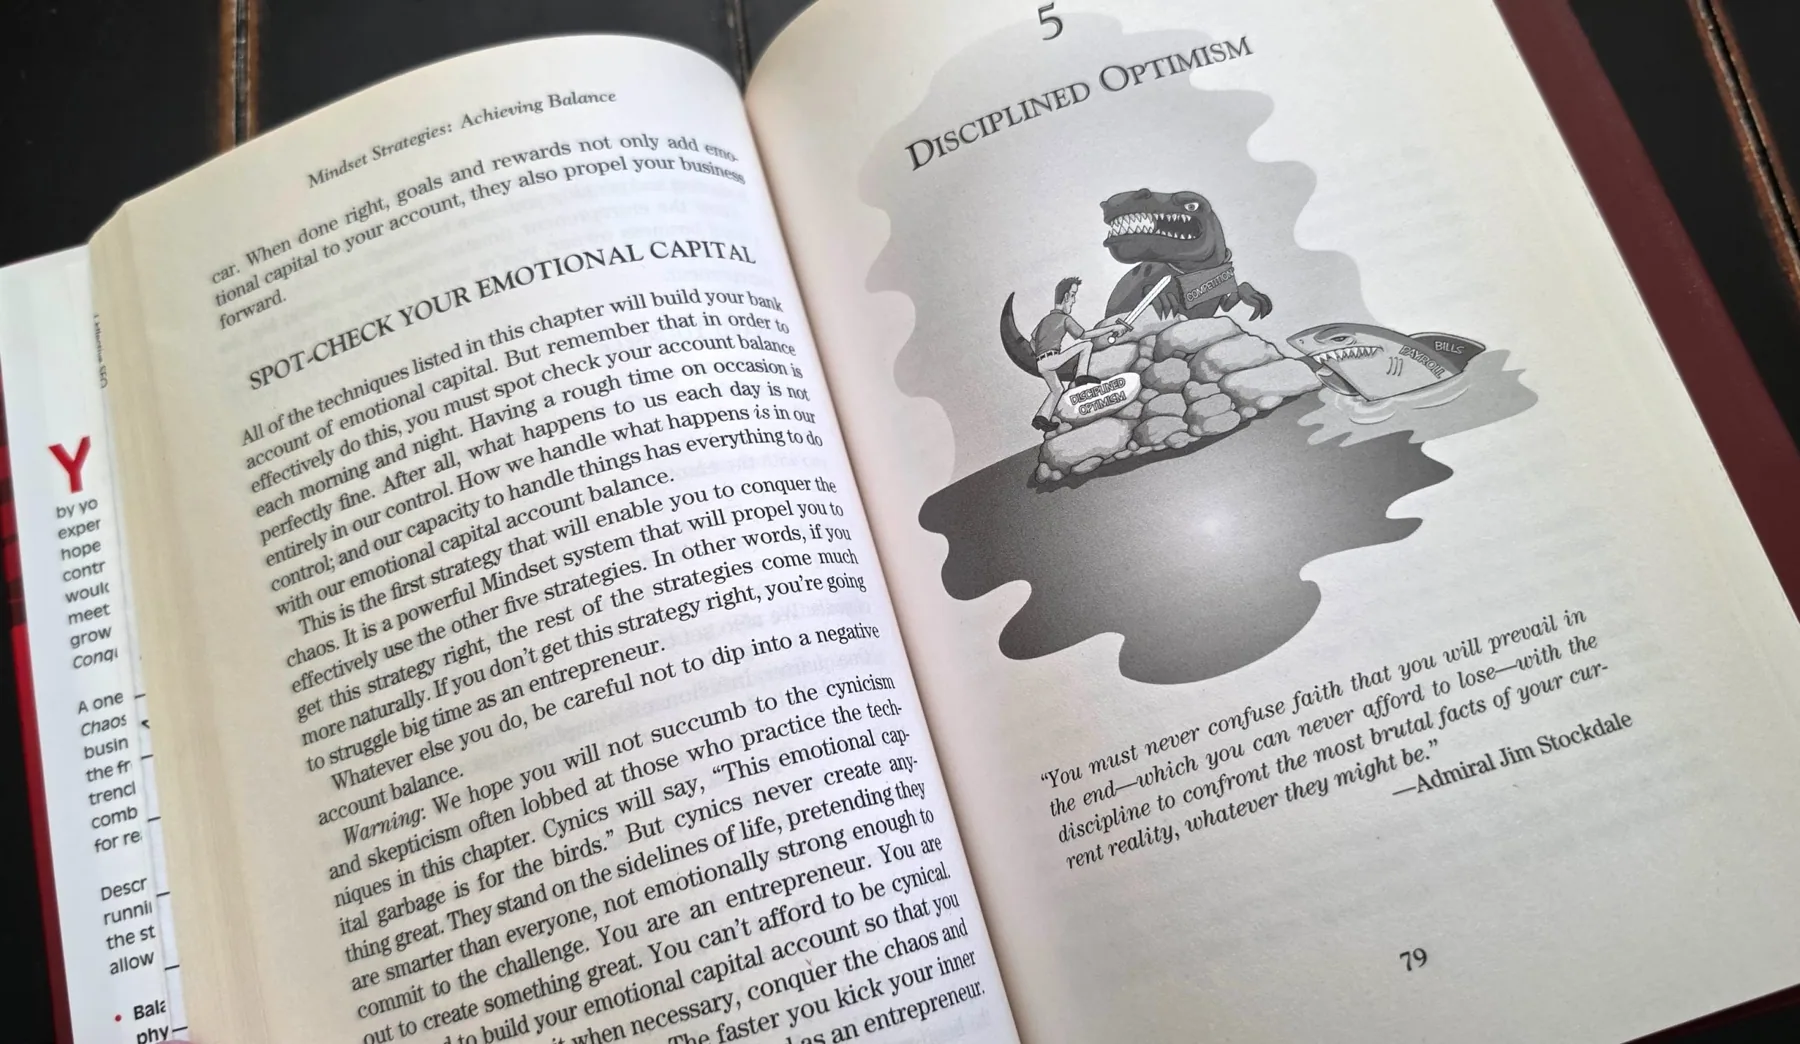 Y
by yo
exper
hope
contr
would
meet
grow
Conqu
A one
Chaos
busin
the fr
trencl
comb
for re
Descr
runnii
the st
allow
• Bala
phy
Mindset Strategies: Achieving Balance
car. When done right, goals and rewards not only add emo-
tional capital to your account, they also propel your business
forward.
SPOT-CHECK YOUR EMOTIONAL CAPITAL
All of the techniques listed in this chapter will build your bank
account of emotional capital. But remember that in order to
effectively do this, you must spot check your account balance
each morning and night. Having a rough time on occasion is
perfectly fine. After all, what happens to us each day is not
entirely in our control. How we handle what happens is in our
control; and our capacity to handle things has everything to do
with our emotional capital account balance.
This is the first strategy that will enable you to conquer the
chaos. It is a powerful Mindset system that will propel you to
effectively use the other five strategies. In other words, if you
get this strategy right, the rest of the strategies come much
more naturally. If you don't get this strategy right, you're going
to struggle big time as an entrepreneur.
Whatever else you do, be careful not to dip into a negative
account balance.
Warning: We hope you will not succumb to the cynicism
and skepticism often lobbed at those who practice the tech-
niques in this chapter. Cynics will say, “This emotional cap-
ital garbage is for the birds.” But cynics never create any-
thing great. They stand on the sidelines of life, pretending they
are smarter than everyone, not emotionally strong enough to
commit to the challenge. You are an entrepreneur. You are
out to create something great. You can't afford to be cynical.
to build your emotional capital account so that you
when necessary, conquer the chaos and
The faster you kick your inner
as an entrepreneur.
5
DISCIPLINED OPTIMISM
COMPETITION
BILLS
PAYROLL
DISCIPLINED
OPTIMISM
“You must never confuse faith that you will prevail in
the end—which you can never afford to lose—with the
discipline to confront the most brutal facts of your cur-
rent reality, whatever they might be.”
—Admiral Jim Stockdale
79